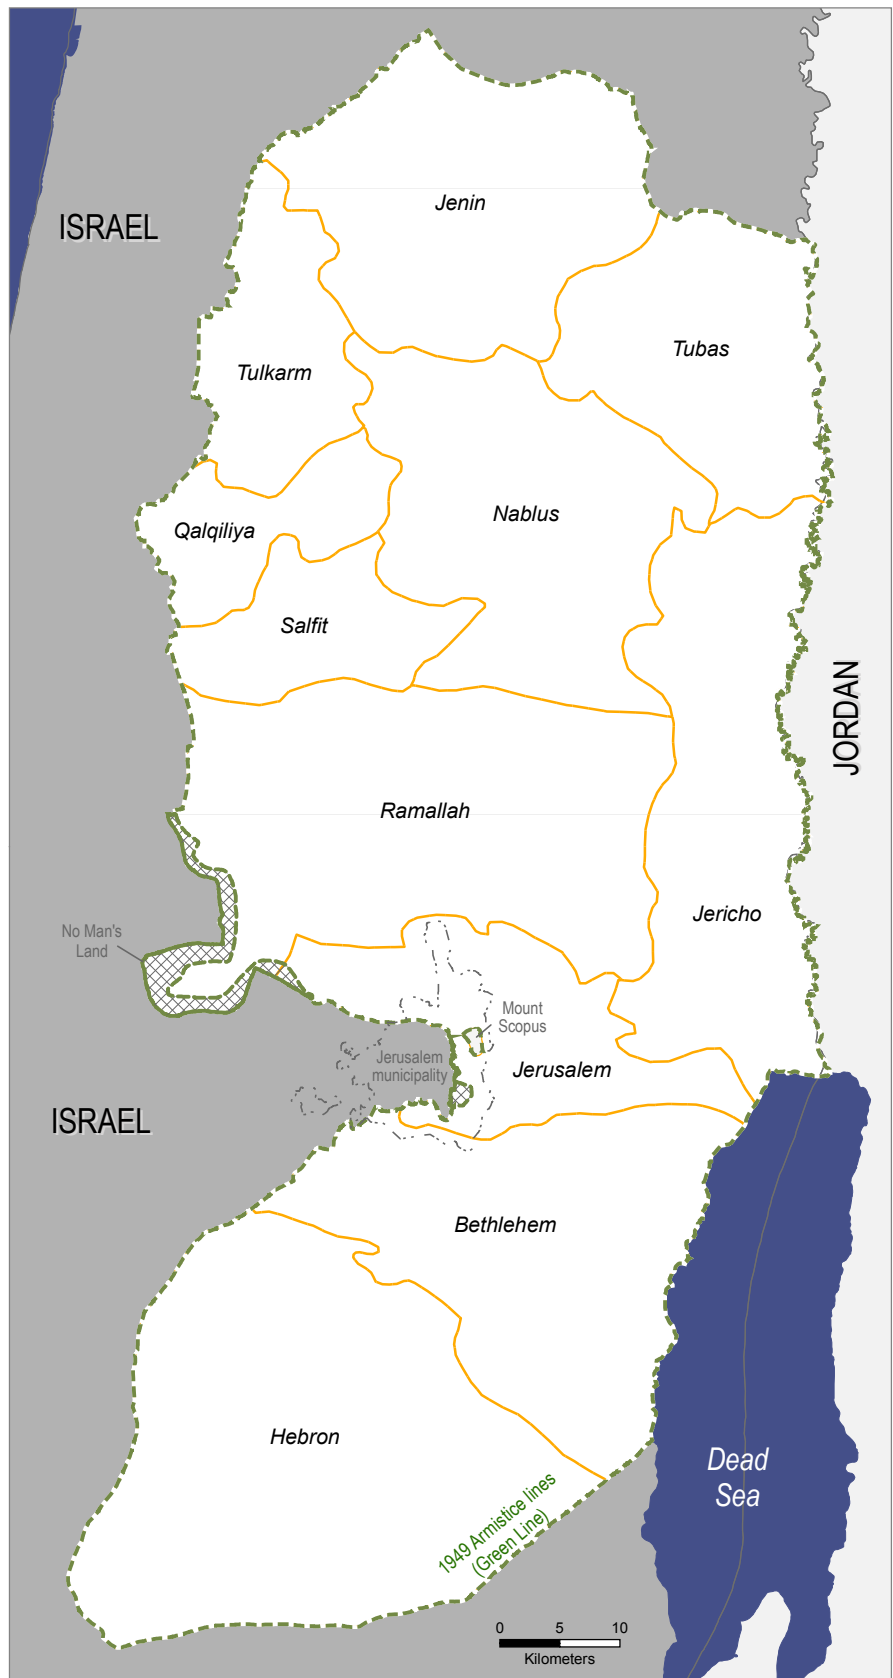 Jenin
ISRAEL
Tubas
Tulkarm
Nablus
Qalqiliya
Salfit
JORDAN
Ramallah
Jericho
No Man's
Land
Mount
Scopus
Jerusalem
municipality
Jerusalem
ISRAEL
Bethlehem
Hebron
Dead
Sea
1949 Armistice lines
(Green Line)
0 5 10
Kilometers